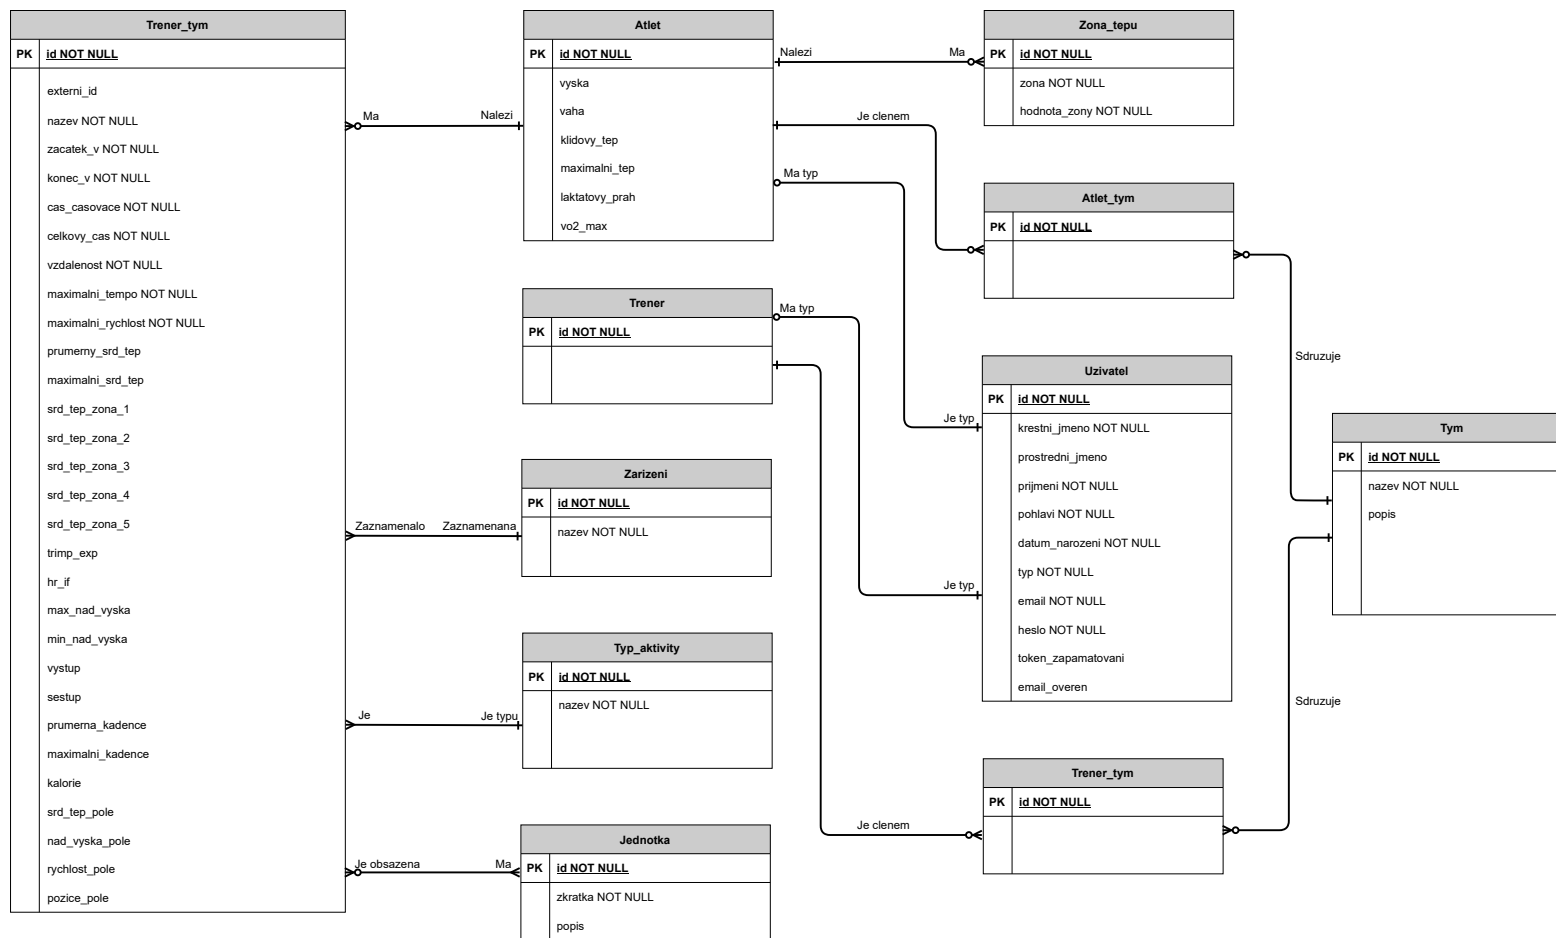 Trener_tym
PK id NOT NULL
externi_id
nazev NOT NULL
zacatek_v NOT NULL
konec_v NOT NULL
cas_casovace NOT NULL
celkovy_cas NOT NULL
vzdalenost NOT NULL
maximalni_tempo NOT NULL
maximalni_rychlost NOT NULL
prumerny_srd_tep
maximalni_srd_tep
srd_tep_zona_1
srd_tep_zona_2
srd_tep_zona_3
srd_tep_zona_4
srd_tep_zona_5
trimp_exp
hr_if
max_nad_vyska
min_nad_vyska
vystup
sestup
prumerna_kadence
maximalni_kadence
kalorie
srd_tep_pole
nad_vyska_pole
rychlost_pole
pozice_pole
Ma
Nalezi
Zaznamenalo
Zaznamenana
Je
Je typu
Je obsazena
Ma
Atlet
PK id NOT NULL
vyska
vaha
klidovy_tep
maximalni_tep
laktatovy_prah
vo2_max
Trener
PK id NOT NULL
Zarizeni
PK id NOT NULL
nazev NOT NULL
Typ_aktivity
PK id NOT NULL
nazev NOT NULL
Jednotka
PK id NOT NULL
zkratka NOT NULL
popis
Nalezi
Ma
Je clenem
Ma typ
Ma typ
Je typ
Je typ
Je clenem
Zona_tepu
PK id NOT NULL
zona NOT NULL
hodnota_zony NOT NULL
Atlet_tym
PK id NOT NULL
Uzivatel
PK id NOT NULL
krestni_jmeno NOT NULL
prostredni_jmeno
prijmeni NOT NULL
pohlavi NOT NULL
datum_narozeni NOT NULL
typ NOT NULL
email NOT NULL
heslo NOT NULL
token_zapamatovani
email_overen
Trener_tym
PK id NOT NULL
Sdruzuje
Sdruzuje
Tym
PK id NOT NULL
nazev NOT NULL
popis